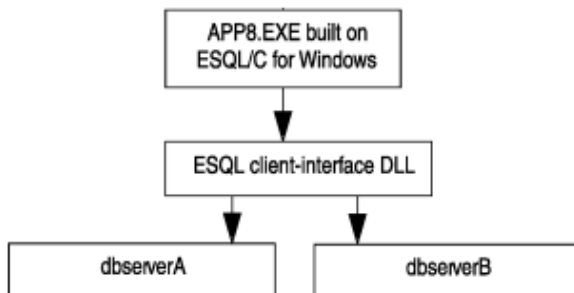 APP8.EXE built on
ESQL/C for Windows
ESQL client-interface DLL
dbserverA
dbserverB